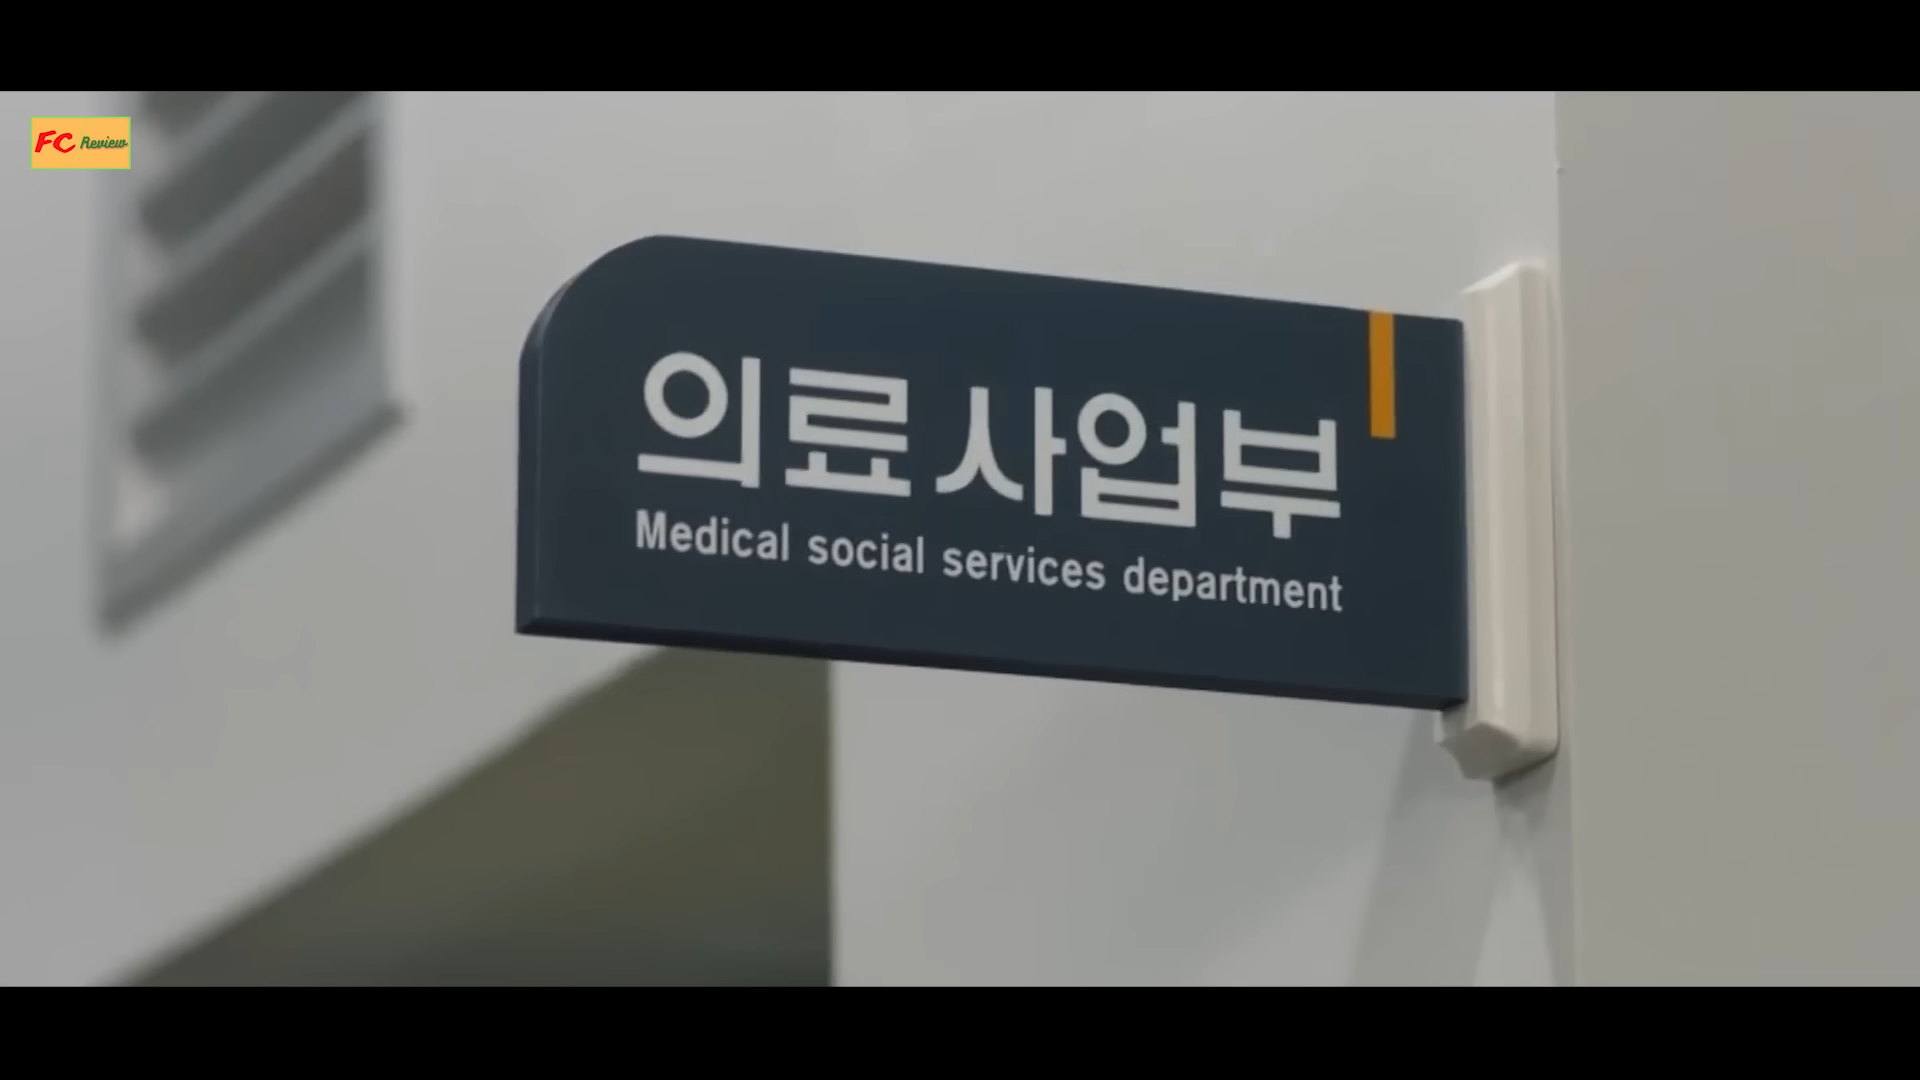 FC Review
의료사업부
Medical social services department